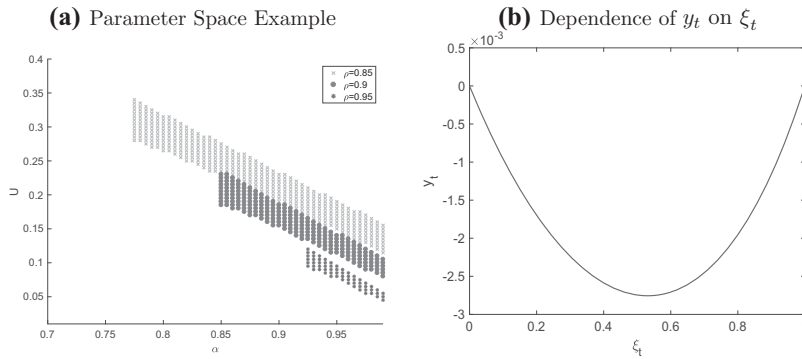 (a) Parameter Space Example
0.4
0.35
0.3
0.25
0.2
0.15
0.1
0.05
U
0.7 0.75 0.8 0.85 0.9 0.95
α
ρ=0.85
ρ=0.9
ρ=0.95
(b) Dependence of y_t on ξ_t
×10⁻³
0.5
0
-0.5
-1
-1.5
-2
-2.5
-3
y_t
0 0.2 0.4 0.6 0.8
ξ_t